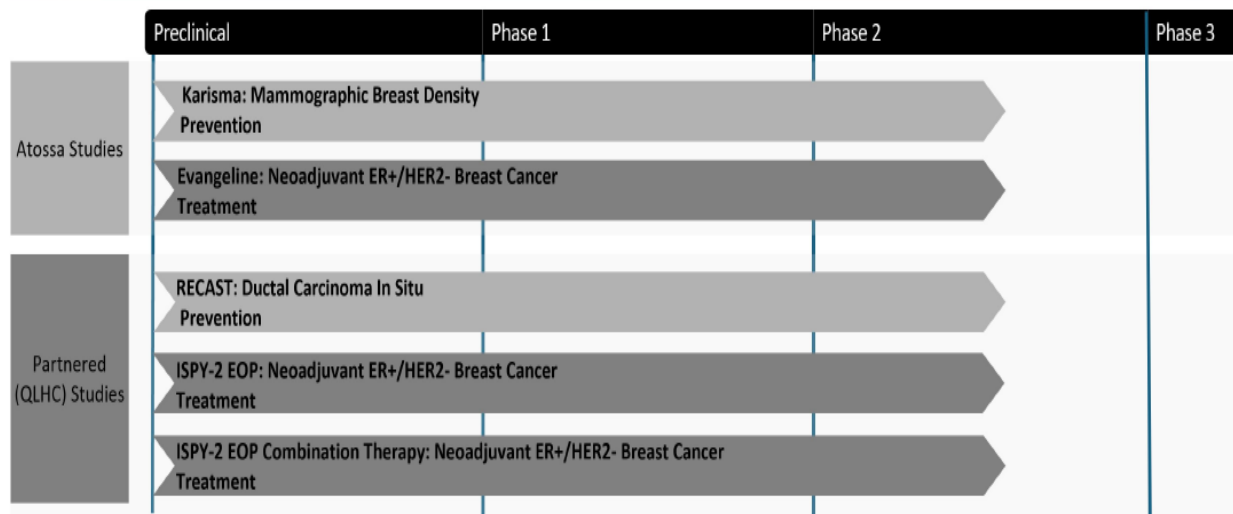 Preclinical Phase 1 Phase 2 Phase 3
Atossa Studies
Karisma: Mammographic Breast Density
Prevention
Evangeline: Neoadjuvant ER+/HER2- Breast Cancer
Treatment
Partnered
(QLHC) Studies
RECAST: Ductal Carcinoma In Situ
Prevention
ISPY-2 EOP: Neoadjuvant ER+/HER2- Breast Cancer
Treatment
ISPY-2 EOP Combination Therapy: Neoadjuvant ER+/HER2- Breast Cancer
Treatment